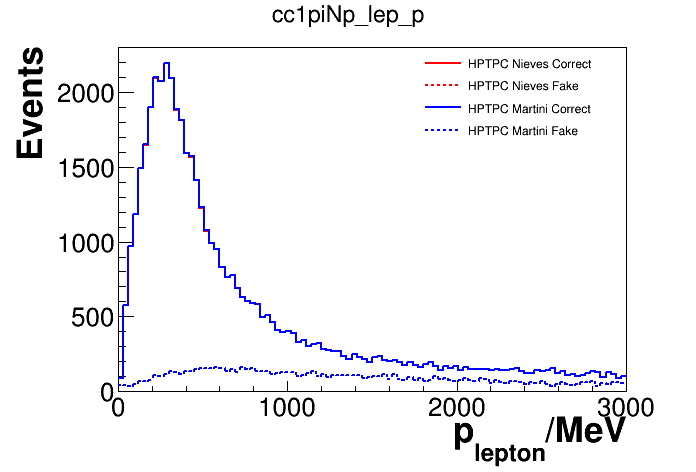 cc1piNp_lep_p
Events
HPTPC Nieves Correct
HPTPC Nieves Fake
HPTPC Martini Correct
HPTPC Martini Fake
2000
1500
1000
500
0
0 1000 2000 3000
p_lepton/MeV